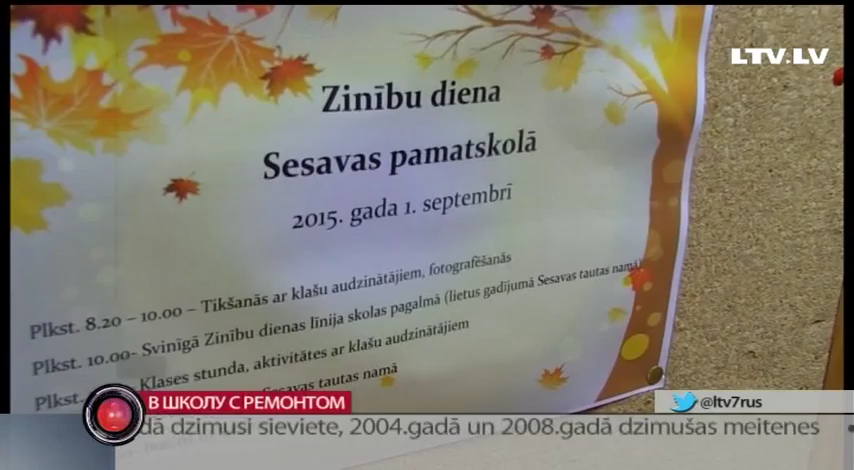 LTV.LV
Zinību diena
Sesavas pamatskolā
2015. gada 1. septembrī
Plkst. 8.20 – 10.00 – Tikšanās ar klašu audzinātājiem, fotografēšanās
Plkst. 10.00- Svinīgā Zinību dienas līnija skolas pagalmā (lietus gadījumā Sesavas tautas namā)
Plkst. Klases stunda, aktivitātes ar klašu audzinātājiem
Sesavas tautas namā
В ШКОЛУ С РЕМОНТОМ
@ltv7rus
dā dzimusi sieviete, 2004.gadā un 2008.gadā dzimušas meitenes